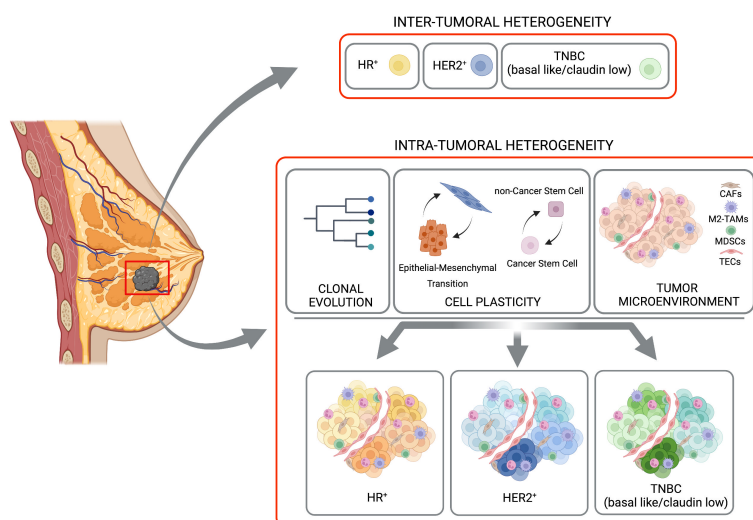 INTER-TUMORAL HETEROGENEITY
HR⁺
HER2⁺
TNBC
(basal like/claudin low)
INTRA-TUMORAL HETEROGENEITY
CLONAL
EVOLUTION
non-Cancer Stem Cell
Epithelial-Mesenchymal
Transition
Cancer Stem Cell
CELL PLASTICITY
CAFs
M2-TAMs
MDSCs
TECs
TUMOR
MICROENVIRONMENT
HR⁺
HER2⁺
TNBC
(basal like/claudin low)